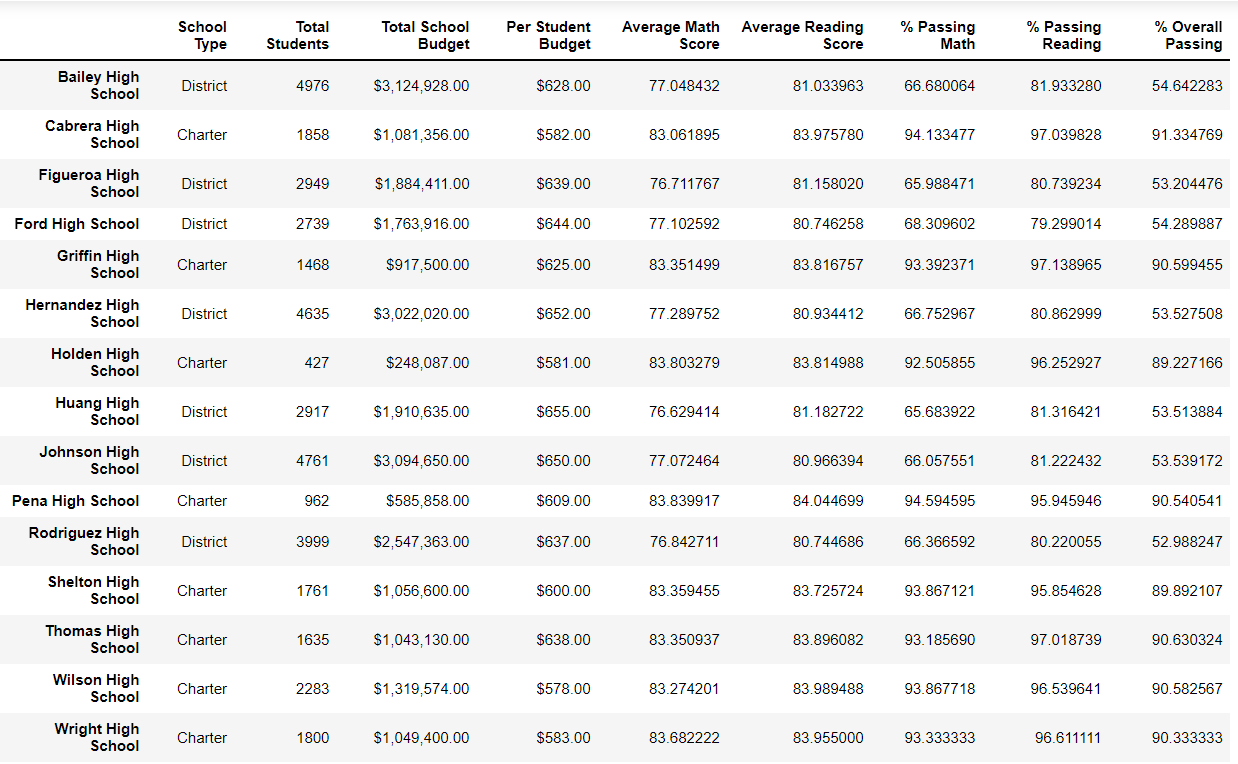 School Type Total Students Total School Budget Per Student Budget Average Math Score Average Reading Score % Passing Math % Passing Reading % Overall Passing
Bailey High School District 4976 $3,124,928.00 $628.00 77.048432 81.033963 66.680064 81.933280 54.642283
Cabrera High School Charter 1858 $1,081,356.00 $582.00 83.061895 83.975780 94.133477 97.039828 91.334769
Figueroa High School District 2949 $1,884,411.00 $639.00 76.711767 81.158020 65.988471 80.739234 53.204476
Ford High School District 2739 $1,763,916.00 $644.00 77.102592 80.746258 68.309602 79.299014 54.289887
Griffin High School Charter 1468 $917,500.00 $625.00 83.351499 83.816757 93.392371 97.138965 90.599455
Hernandez High School District 4635 $3,022,020.00 $652.00 77.289752 80.934412 66.752967 80.862999 53.527508
Holden High School Charter 427 $248,087.00 $581.00 83.803279 83.814988 92.505855 96.252927 89.227166
Huang High School District 2917 $1,910,635.00 $655.00 76.629414 81.182722 65.683922 81.316421 53.513884
Johnson High School District 4761 $3,094,650.00 $650.00 77.072464 80.966394 66.057551 81.222432 53.539172
Pena High School Charter 962 $585,858.00 $609.00 83.839917 84.044699 94.594595 95.945946 90.540541
Rodriguez High School District 3999 $2,547,363.00 $637.00 76.842711 80.744686 66.366592 80.220055 52.988247
Shelton High School Charter 1761 $1,056,600.00 $600.00 83.359455 83.725724 93.867121 95.854628 89.892107
Thomas High School Charter 1635 $1,043,130.00 $638.00 83.350937 83.896082 93.185690 97.018739 90.630324
Wilson High School Charter 2283 $1,319,574.00 $578.00 83.274201 83.989488 93.867718 96.539641 90.582567
Wright High School Charter 1800 $1,049,400.00 $583.00 83.682222 83.955000 93.333333 96.611111 90.333333